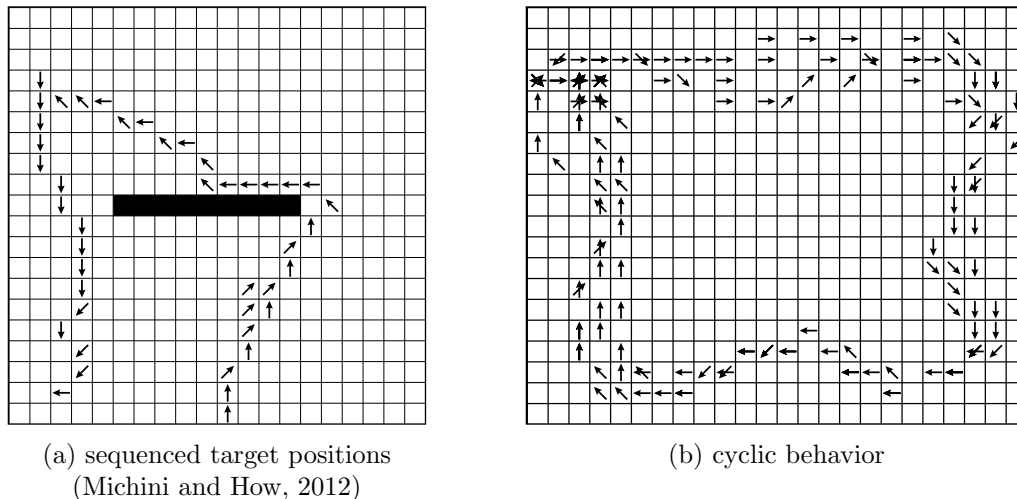 (a) sequenced target positions
(Michini and How, 2012)
(b) cyclic behavior